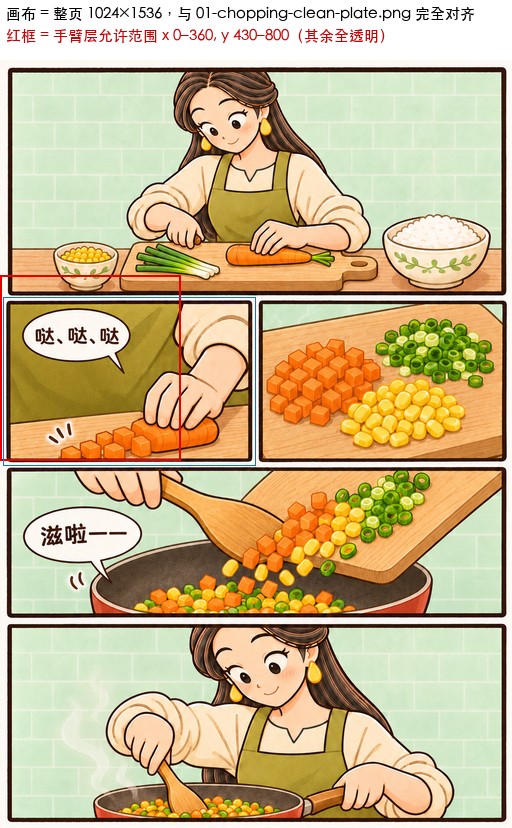 画布 = 整页 1024×1536，与 01-chopping-clean-plate.png 完全对齐
红框 = 手臂层允许范围 x 0–360, y 430–800（其余全透明）
哒、哒、哒
滋啦一一